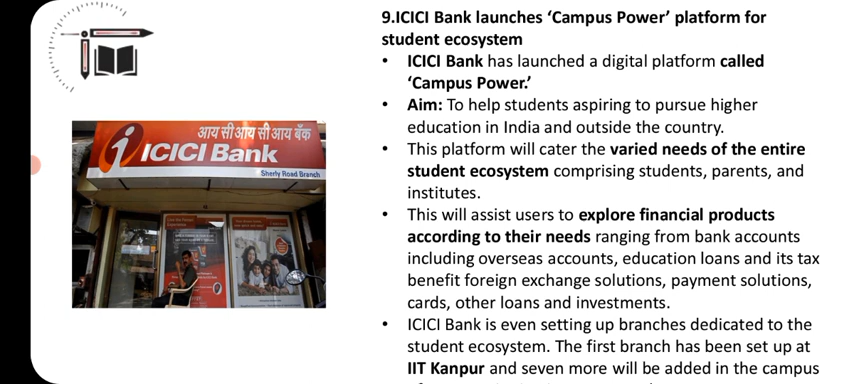 9.ICICI Bank launches ‘Campus Power’ platform for
student ecosystem
• ICICI Bank has launched a digital platform called
‘Campus Power.’
• Aim: To help students aspiring to pursue higher
education in India and outside the country.
• This platform will cater the varied needs of the entire
student ecosystem comprising students, parents, and
institutes.
• This will assist users to explore financial products
according to their needs ranging from bank accounts
including overseas accounts, education loans and its tax
benefit foreign exchange solutions, payment solutions,
cards, other loans and investments.
• ICICI Bank is even setting up branches dedicated to the
student ecosystem. The first branch has been set up at
IIT Kanpur and seven more will be added in the campus
आय सी आय सी आय बँक
ICICI Bank
Sherly Road Branch